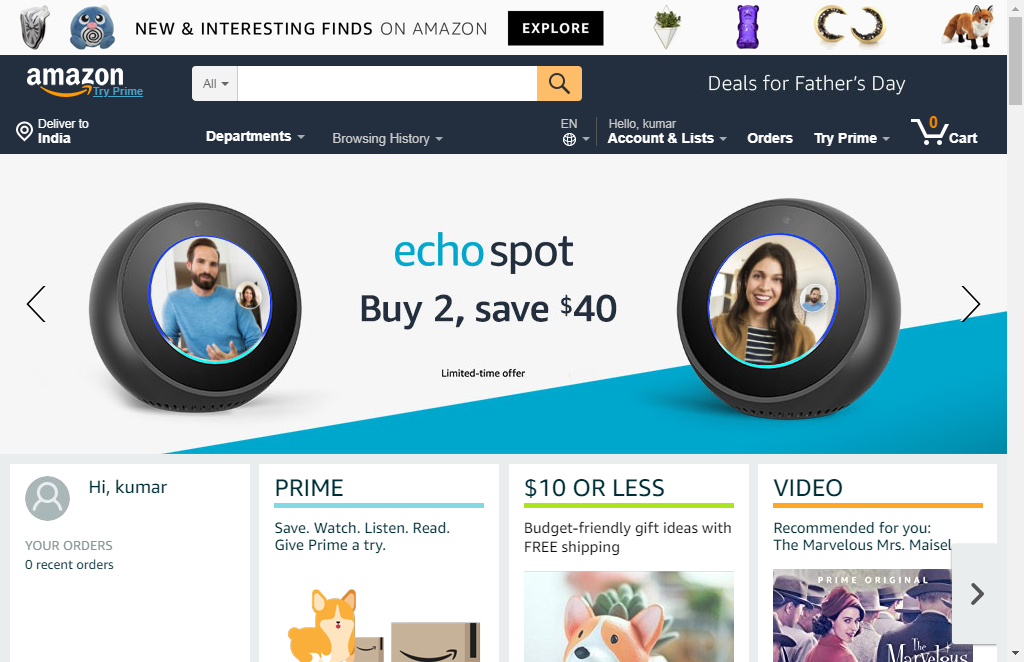 NEW & INTERESTING FINDS ON AMAZON EXPLORE
amazon
Try Prime
All
Deals for Father's Day
Deliver to
India
Departments
Browsing History
EN
Hello, kumar
Account & Lists
Orders
Try Prime
0
Cart
echo spot
Buy 2, save $40
Limited-time offer
Hi, kumar
YOUR ORDERS
0 recent orders
PRIME
Save. Watch. Listen. Read.
Give Prime a try.
$10 OR LESS
Budget-friendly gift ideas with
FREE shipping
VIDEO
Recommended for you:
The Marvelous Mrs. Maisel
PRIME ORIGINAL
The
Marvelous